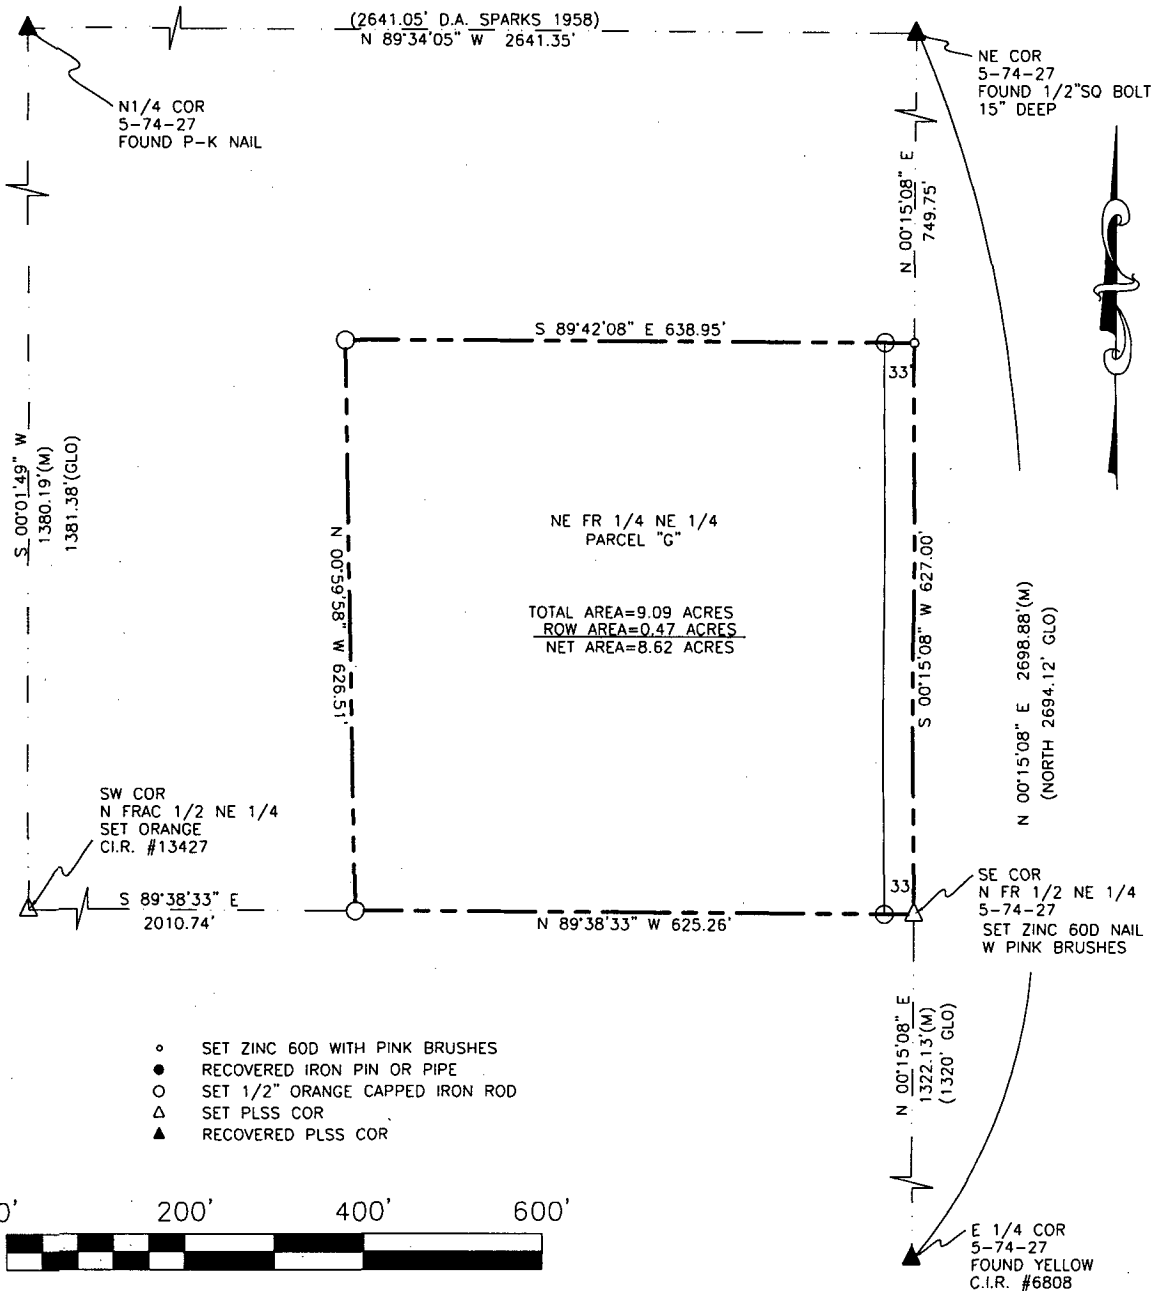 (2641.05' D.A. SPARKS 1958)
N 89°34'05" W 2641.35'
N1/4 COR
5-74-27
FOUND P-K NAIL
NE COR
5-74-27
FOUND 1/2"SQ BOLT
15" DEEP
N 00°15'08" E
749.75'
S 89°42'08" E 638.95'
33'
S 00°01'49" W
1380.19'(M)
1381.38'(GLO)
NE FR 1/4 NE 1/4
PARCEL "G"
N 00°59'58" W 626.51'
S 00°15'08" W 627.00'
TOTAL AREA=9.09 ACRES
ROW AREA=0.47 ACRES
NET AREA=8.62 ACRES
N 00°15'08" E 2698.88'(M)
(NORTH 2694.12' GLO)
SW COR
N FRAC 1/2 NE 1/4
SET ORANGE
C.I.R. #13427
S 89°38'33" E
2010.74'
N 89°38'33" W 625.26'
33
SE COR
N FR 1/2 NE 1/4
5-74-27
SET ZINC 60D NAIL
W PINK BRUSHES
N 00°15'08" E
1322.13'(M)
(1320' GLO)
SET ZINC 60D WITH PINK BRUSHES
RECOVERED IRON PIN OR PIPE
SET 1/2" ORANGE CAPPED IRON ROD
SET PLSS COR
RECOVERED PLSS COR
0' 200' 400' 600'
E 1/4 COR
5-74-27
FOUND YELLOW
C.I.R. #6808